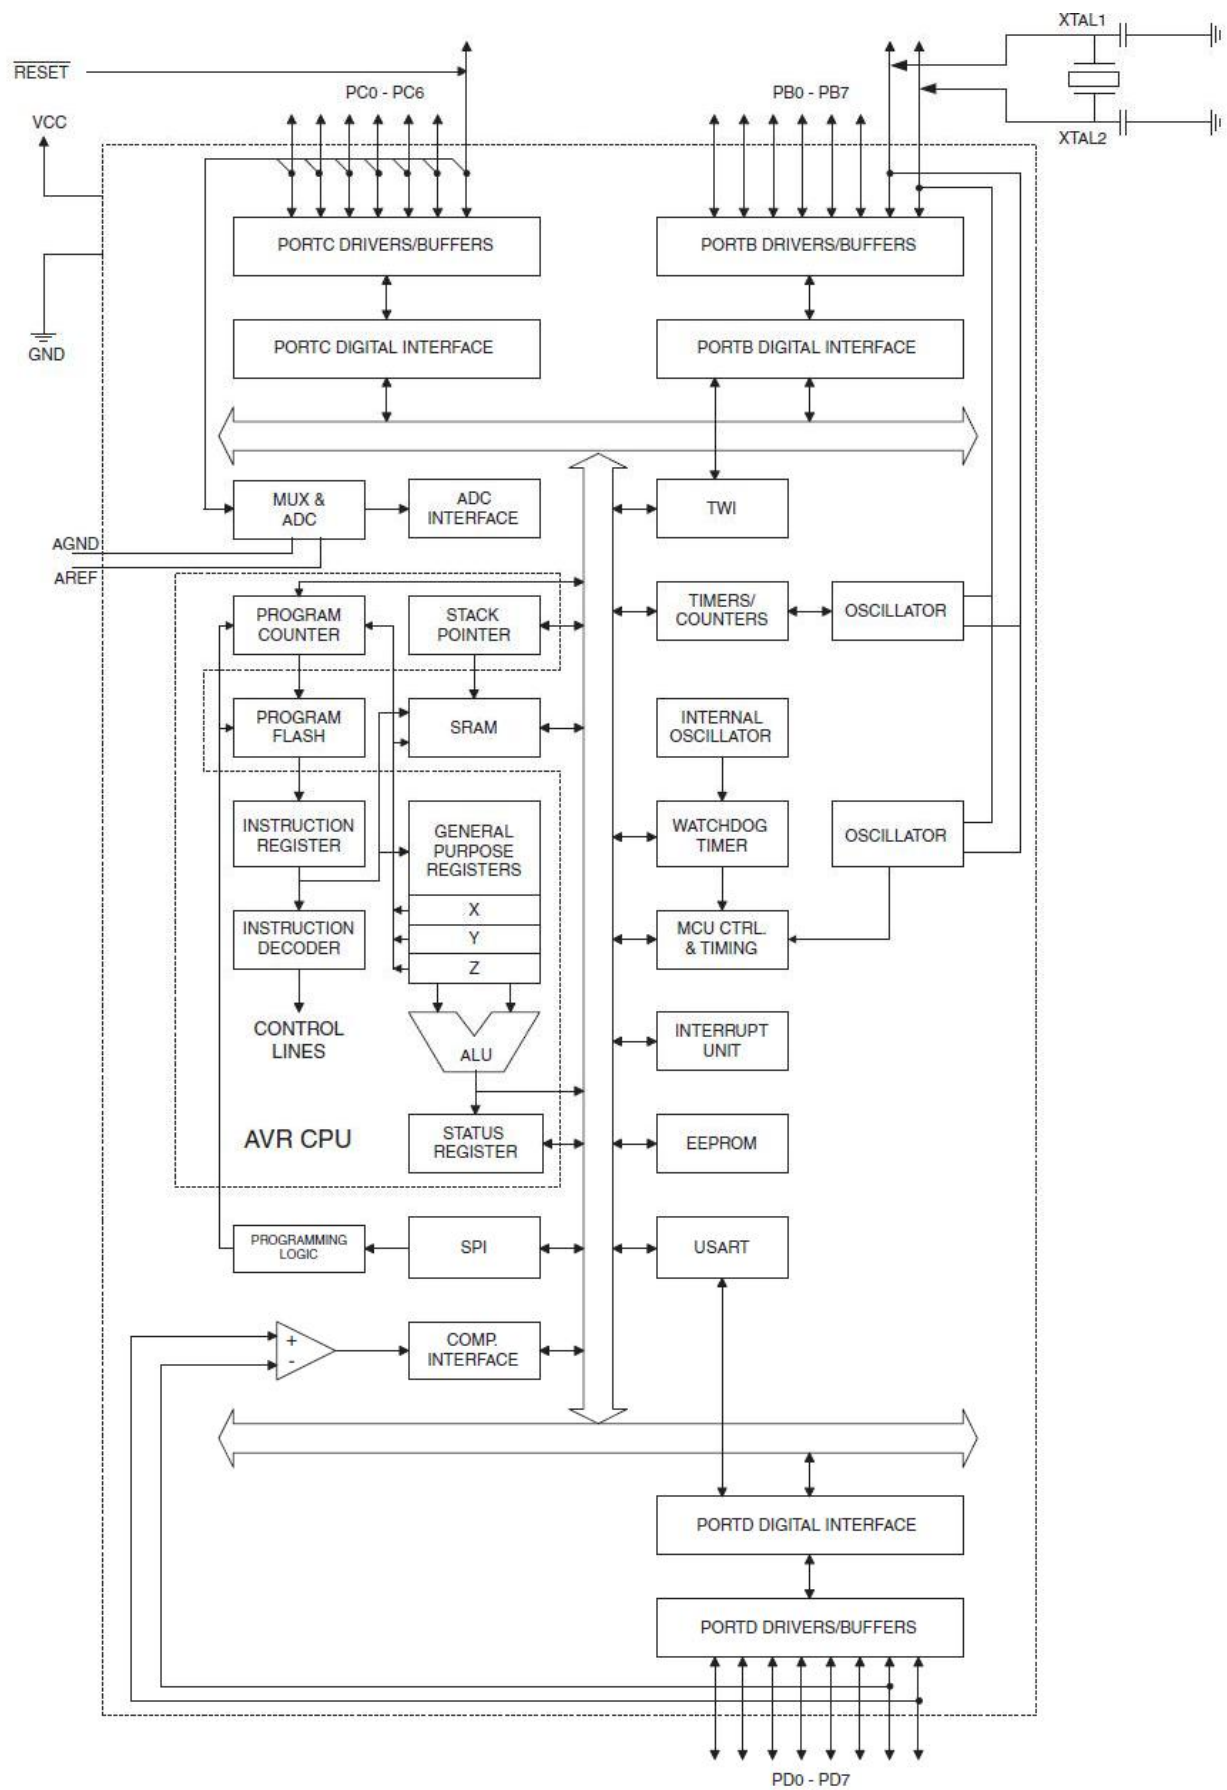 XTAL1
RESET
PC0 - PC6
PB0 - PB7
VCC
XTAL2
PORTC DRIVERS/BUFFERS
PORTB DRIVERS/BUFFERS
GND
PORTC DIGITAL INTERFACE
PORTB DIGITAL INTERFACE
MUX &
ADC
ADC
INTERFACE
TWI
AGND
AREF
PROGRAM
COUNTER
STACK
POINTER
TIMERS/
COUNTERS
OSCILLATOR
PROGRAM
FLASH
SRAM
INTERNAL
OSCILLATOR
INSTRUCTION
REGISTER
GENERAL
PURPOSE
REGISTERS
WATCHDOG
TIMER
OSCILLATOR
X
INSTRUCTION
DECODER
Y
MCU CTRL.
& TIMING
Z
CONTROL
LINES
ALU
INTERRUPT
UNIT
AVR CPU
STATUS
REGISTER
EEPROM
PROGRAMMING
LOGIC
SPI
USART
+
-
COMP.
INTERFACE
PORTD DIGITAL INTERFACE
PORTD DRIVERS/BUFFERS
PD0 - PD7